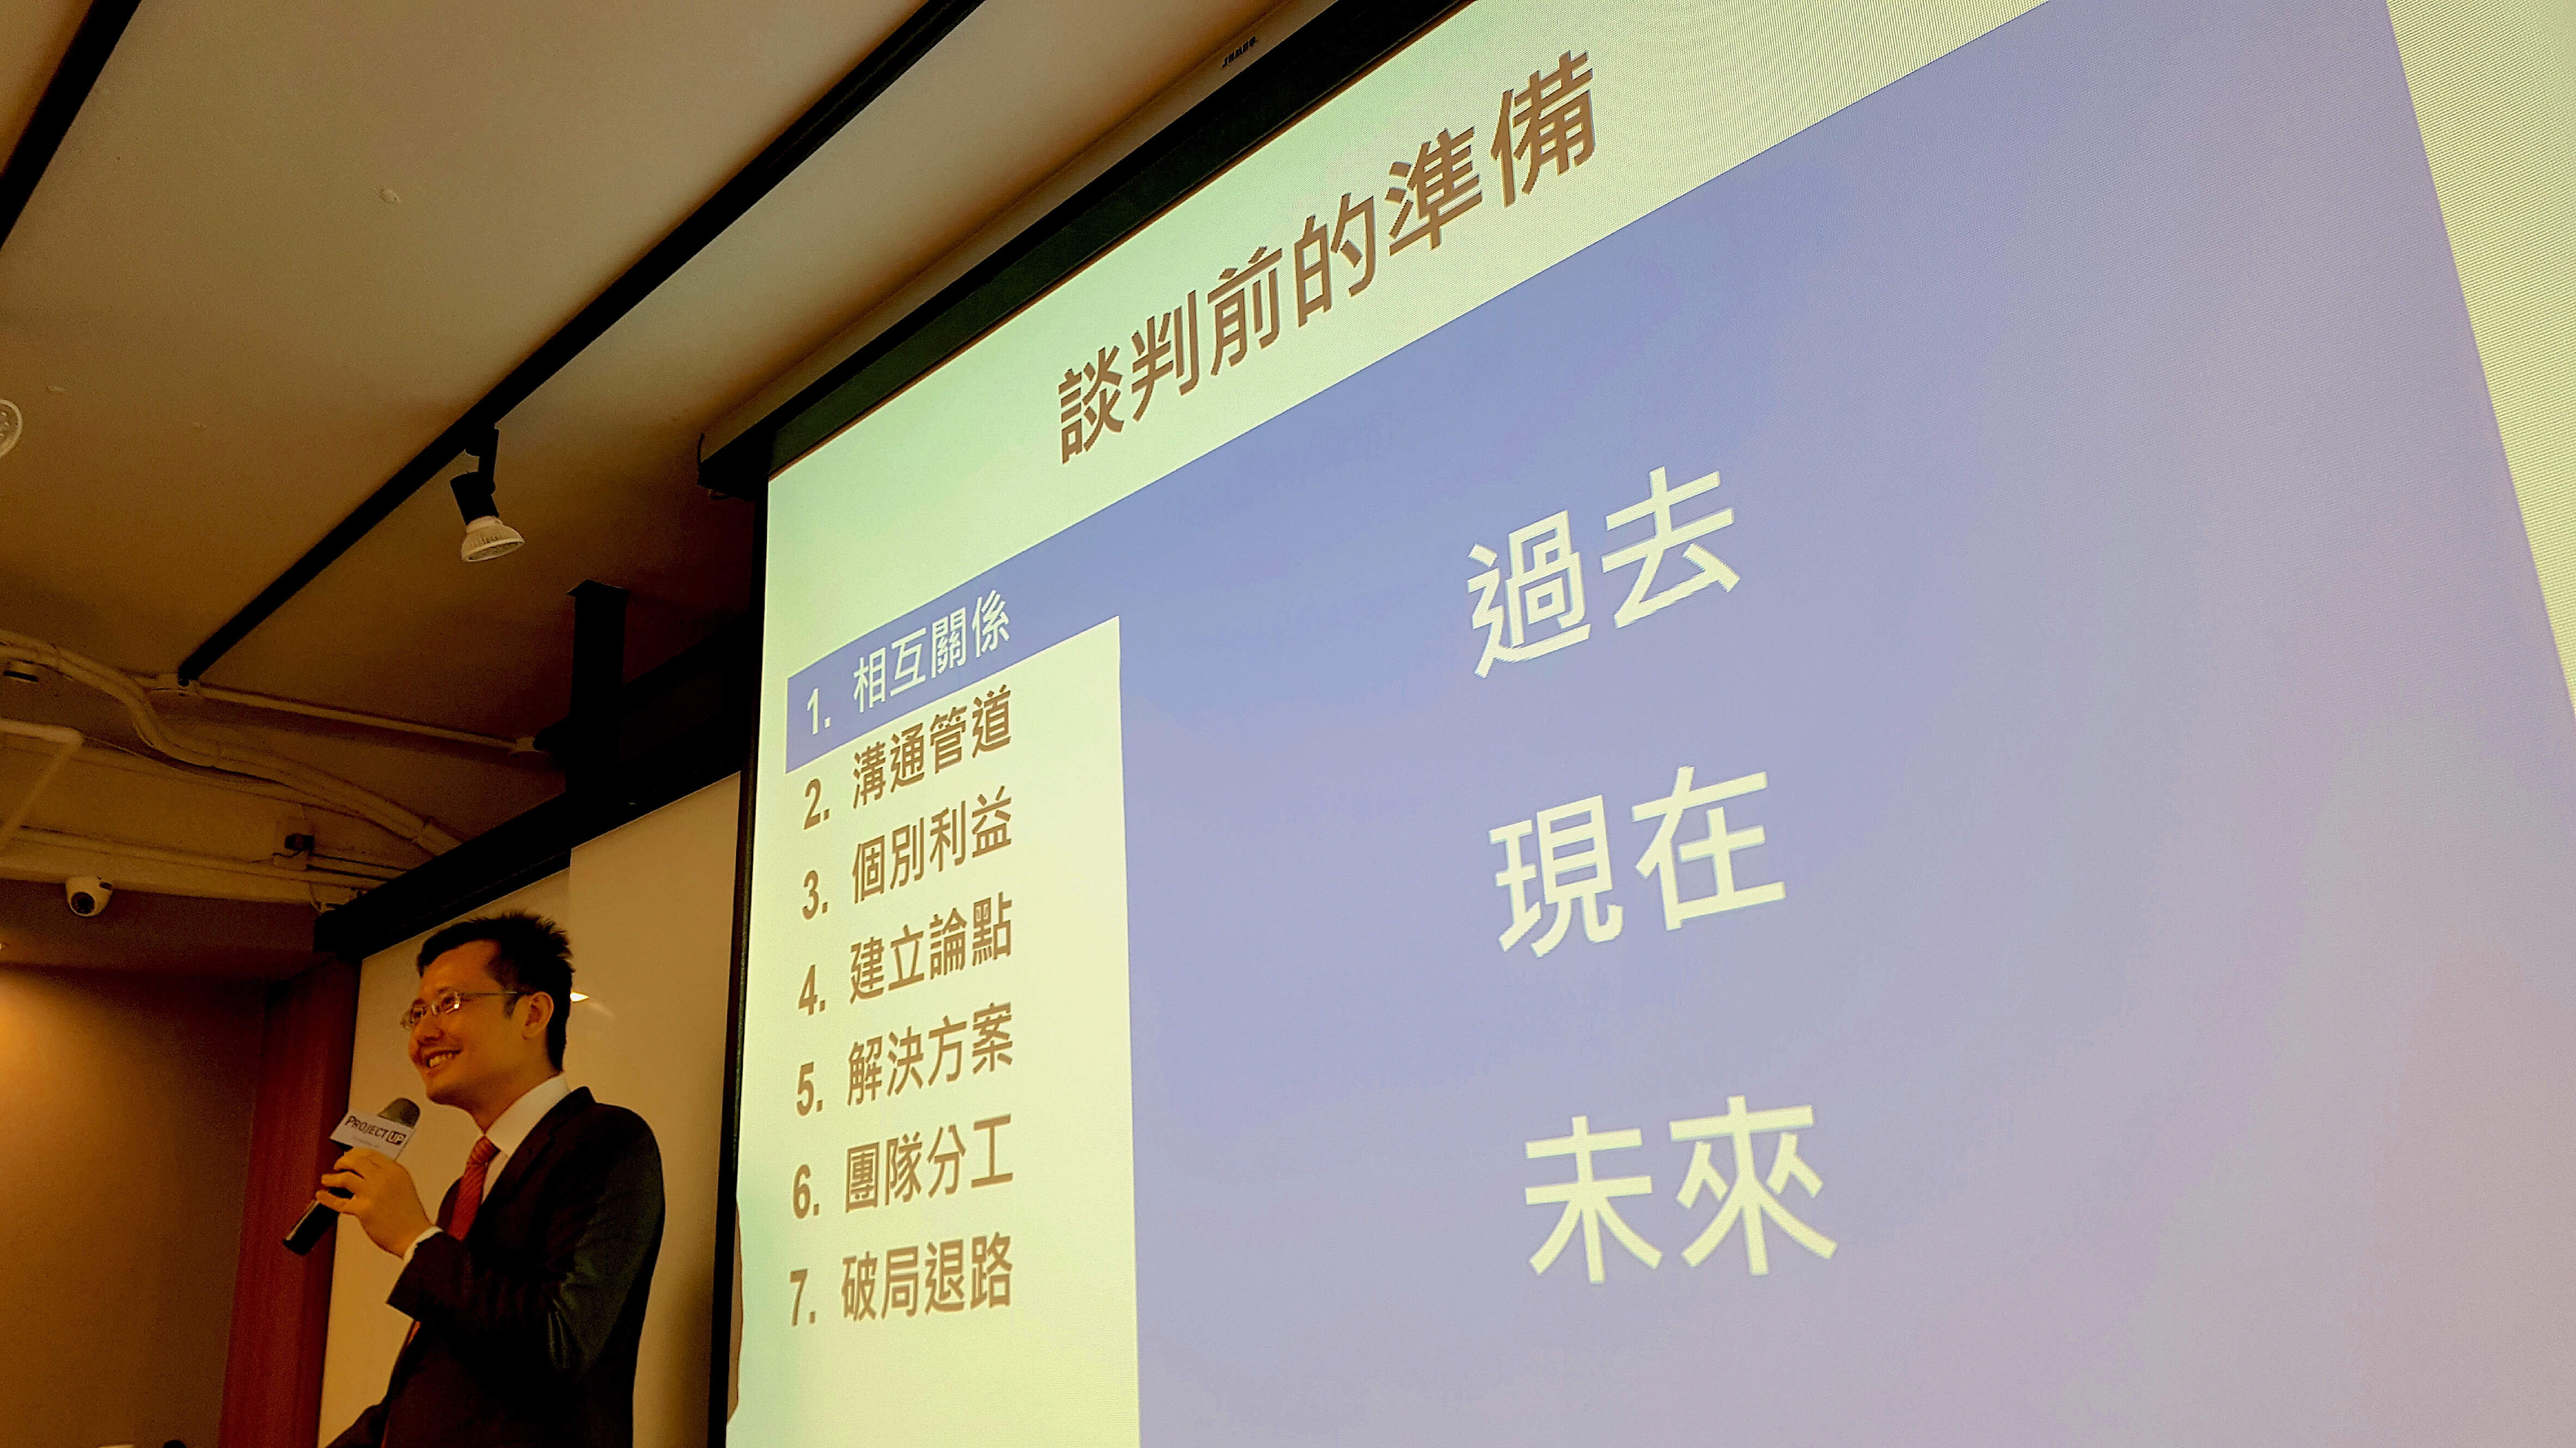 談判前的準備
1. 相互關係
2. 溝通管道
3. 個別利益
4. 建立論點
5. 解決方案
6. 團隊分工
7. 破局退路
過去
現在
未來
PROJECT UP